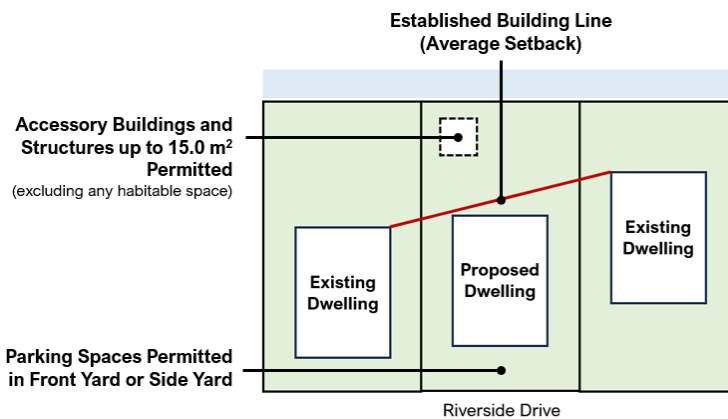 Established Building Line
(Average Setback)
Accessory Buildings and
Structures up to 15.0 m²
Permitted
(excluding any habitable space)
Existing
Dwelling
Proposed
Dwelling
Existing
Dwelling
Parking Spaces Permitted
in Front Yard or Side Yard
Riverside Drive